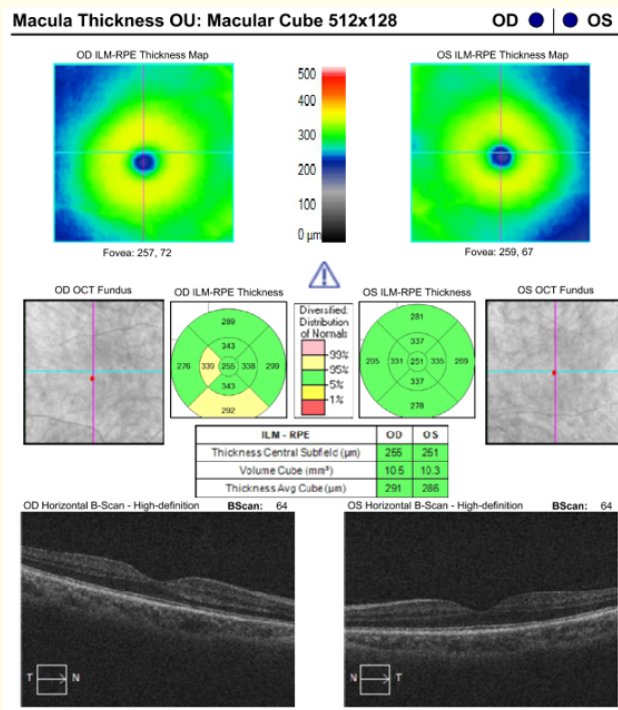 Macula Thickness OU: Macular Cube 512x128
OD OS
OD ILM-RPE Thickness Map
OS ILM-RPE Thickness Map
500
400
300
200
100
0 µm
Fovea: 257, 72
Fovea: 259, 67
OD OCT Fundus
OD ILM-RPE Thickness
OS ILM-RPE Thickness
OS OCT Fundus
289
343
276 339 255 338 299
343
292
Diversified:
Distribution
of Normals
99%
95%
5%
1%
281
337
295 331 251 335 269
337
278
ILM - RPE OD OS
Thickness Central Subfield (µm) 255 251
Volume Cube (mm³) 10.5 10.3
Thickness Avg Cube (µm) 291 286
OD Horizontal B-Scan - High-definition BScan: 64
OS Horizontal B-Scan - High-definition BScan: 64
T N
N T